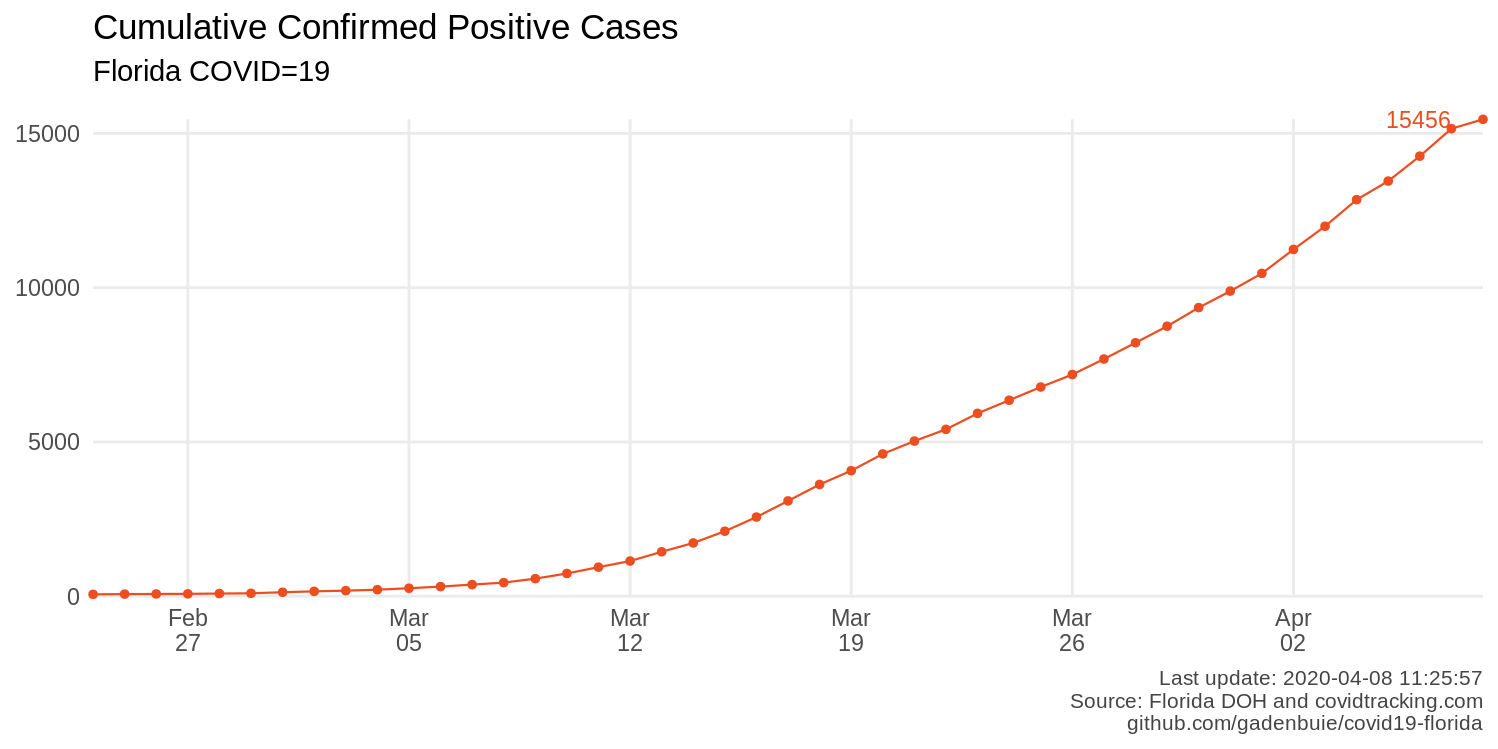 Cumulative Confirmed Positive Cases
Florida COVID=19
15456
15000
10000
5000
0
Feb
27
Mar
05
Mar
12
Mar
19
Mar
26
Apr
02
Last update: 2020-04-08 11:25:57
Source: Florida DOH and covidtracking.com
github.com/gadenbuie/covid19-florida